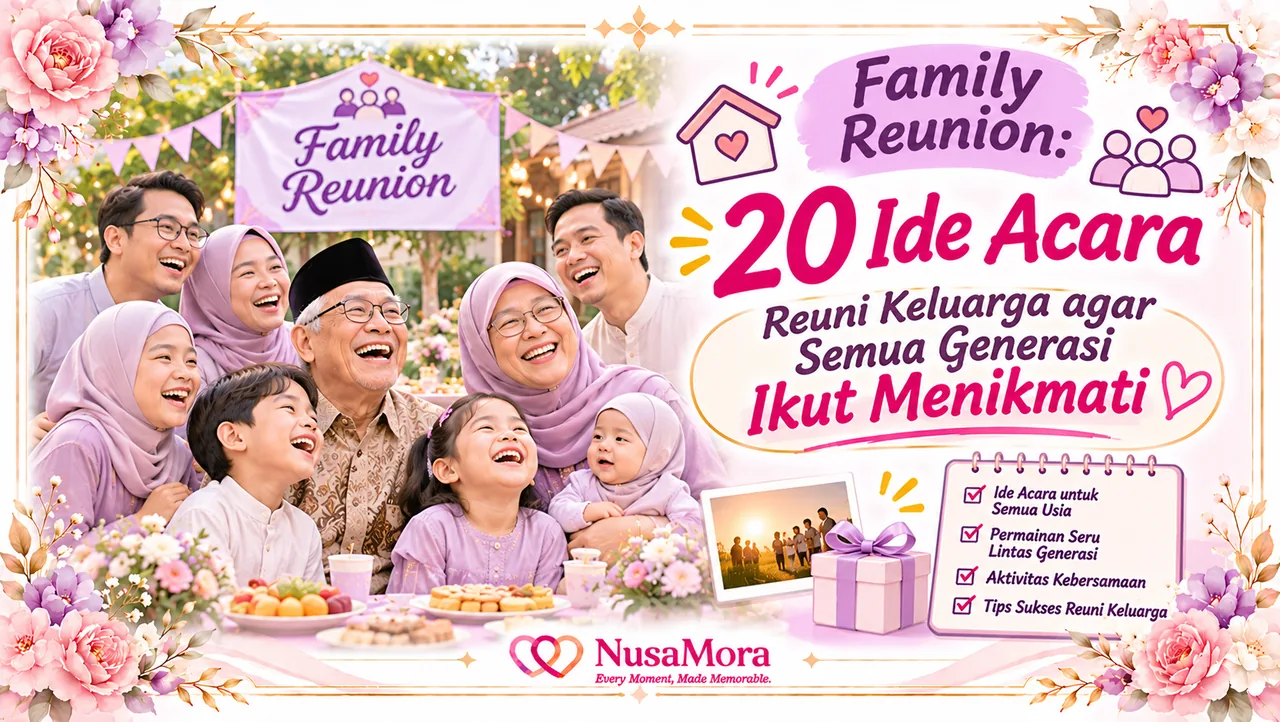 Family
Reunion
Family
Reunion:
20 Ide Acara
Reuni Keluarga agar
Semua Generasi
Ikut Menikmati
Ide Acara untuk
Semua Usia
Permainan Seru
Lintas Generasi
Aktivitas Kebersamaan
Tips Sukses Reuni Keluarga
NusaMora
Every Moment, Made Memorable.